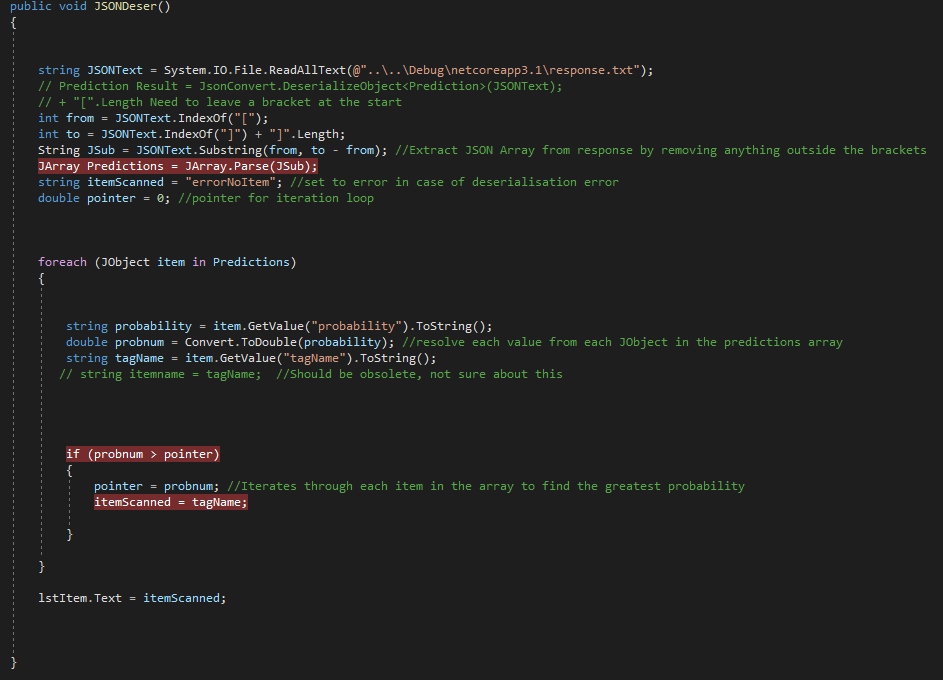 public void JSONDeser()
{
string JSONText = System.IO.File.ReadAllText(@"..\..\Debug\netcoreapp3.1\response.txt");
// Prediction Result = JsonConvert.DeserializeObject<Prediction>(JSONText);
// + "[".Length Need to leave a bracket at the start
int from = JSONText.IndexOf("[");
int to = JSONText.IndexOf("]") + "]".Length;
String JSub = JSONText.Substring(from, to - from); //Extract JSON Array from response by removing anything outside the brackets
JArray Predictions = JArray.Parse(JSub);
string itemScanned = "errorNoItem"; //set to error in case of deserialisation error
double pointer = 0; //pointer for iteration loop
foreach (JObject item in Predictions)
{
string probability = item.GetValue("probability").ToString();
double probnum = Convert.ToDouble(probability); //resolve each value from each JObject in the predictions array
string tagName = item.GetValue("tagName").ToString();
// string itemname = tagName;  //Should be obsolete, not sure about this
if (probnum > pointer)
{
pointer = probnum; //Iterates through each item in the array to find the greatest probability
itemScanned = tagName;
}
}
lstItem.Text = itemScanned;
}